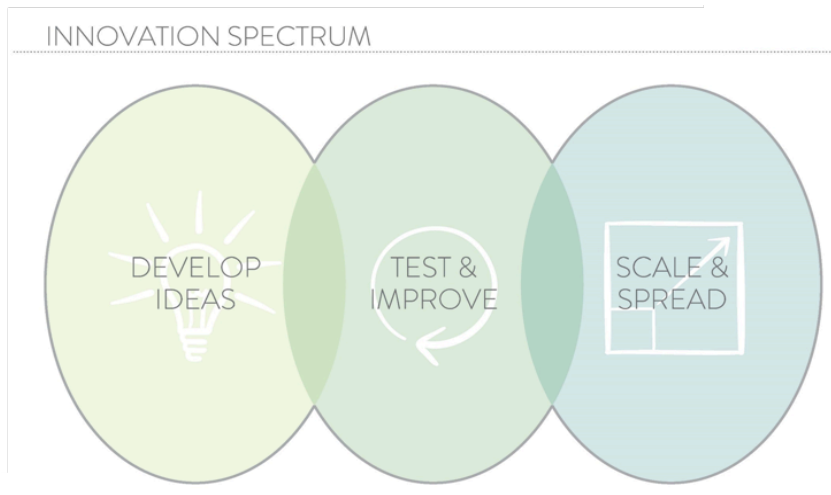 INNOVATION SPECTRUM
DEVELOP
IDEAS
TEST &
IMPROVE
SCALE &
SPREAD